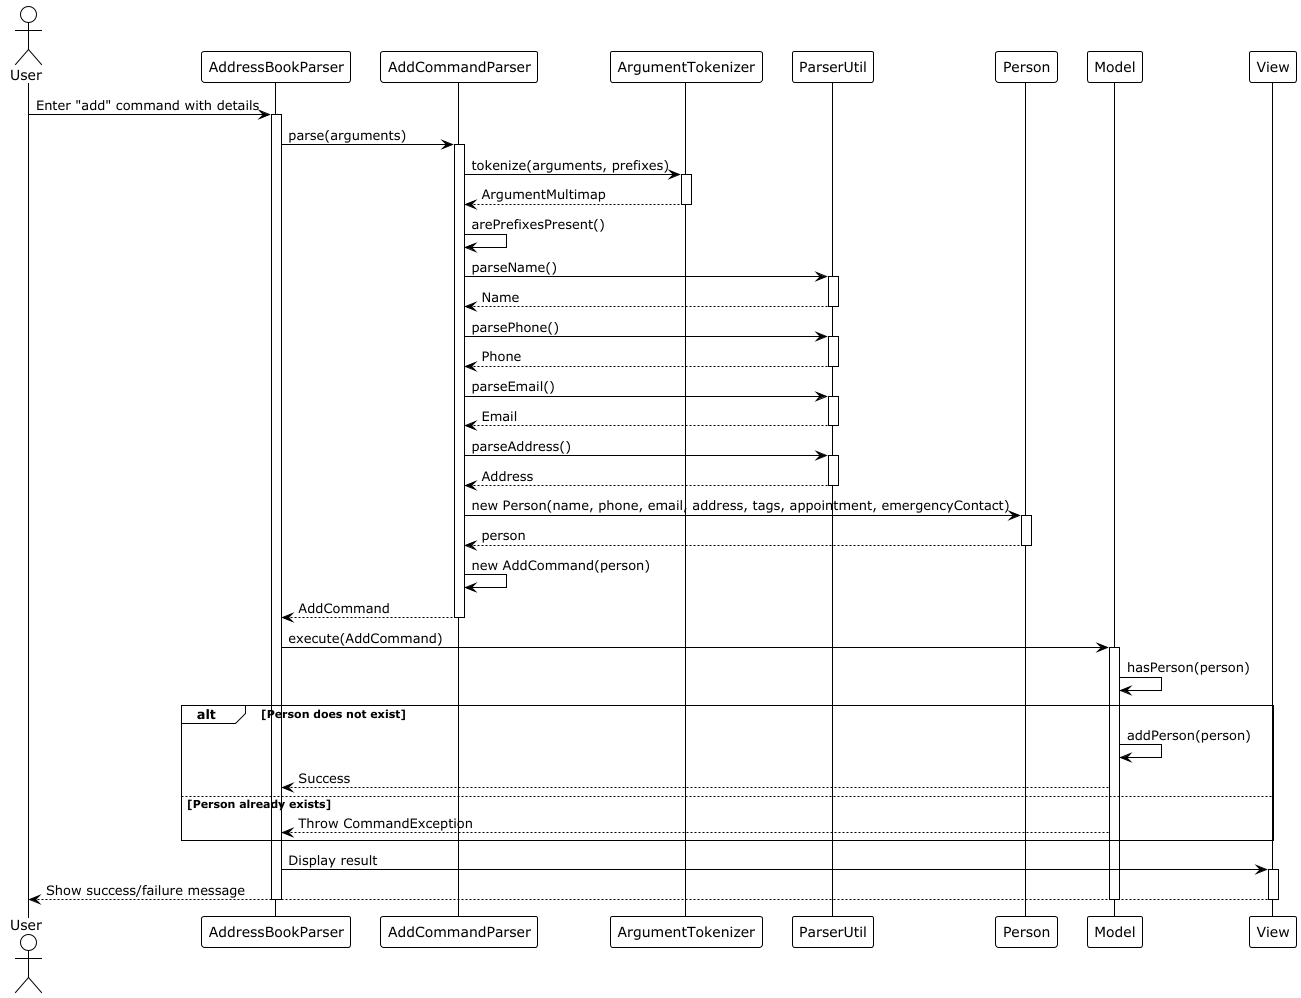 User
AddressBookParser
AddCommandParser
ArgumentTokenizer
ParserUtil
Person
Model
View
Enter "add" command with details
parse(arguments)
tokenize(arguments, prefixes)
ArgumentMultimap
arePrefixesPresent()
parseName()
Name
parsePhone()
Phone
parseEmail()
Email
parseAddress()
Address
new Person(name, phone, email, address, tags, appointment, emergencyContact)
person
new AddCommand(person)
AddCommand
execute(AddCommand)
hasPerson(person)
alt
[Person does not exist]
addPerson(person)
Success
[Person already exists]
Throw CommandException
Display result
Show success/failure message
User
AddressBookParser
AddCommandParser
ArgumentTokenizer
ParserUtil
Person
Model
View